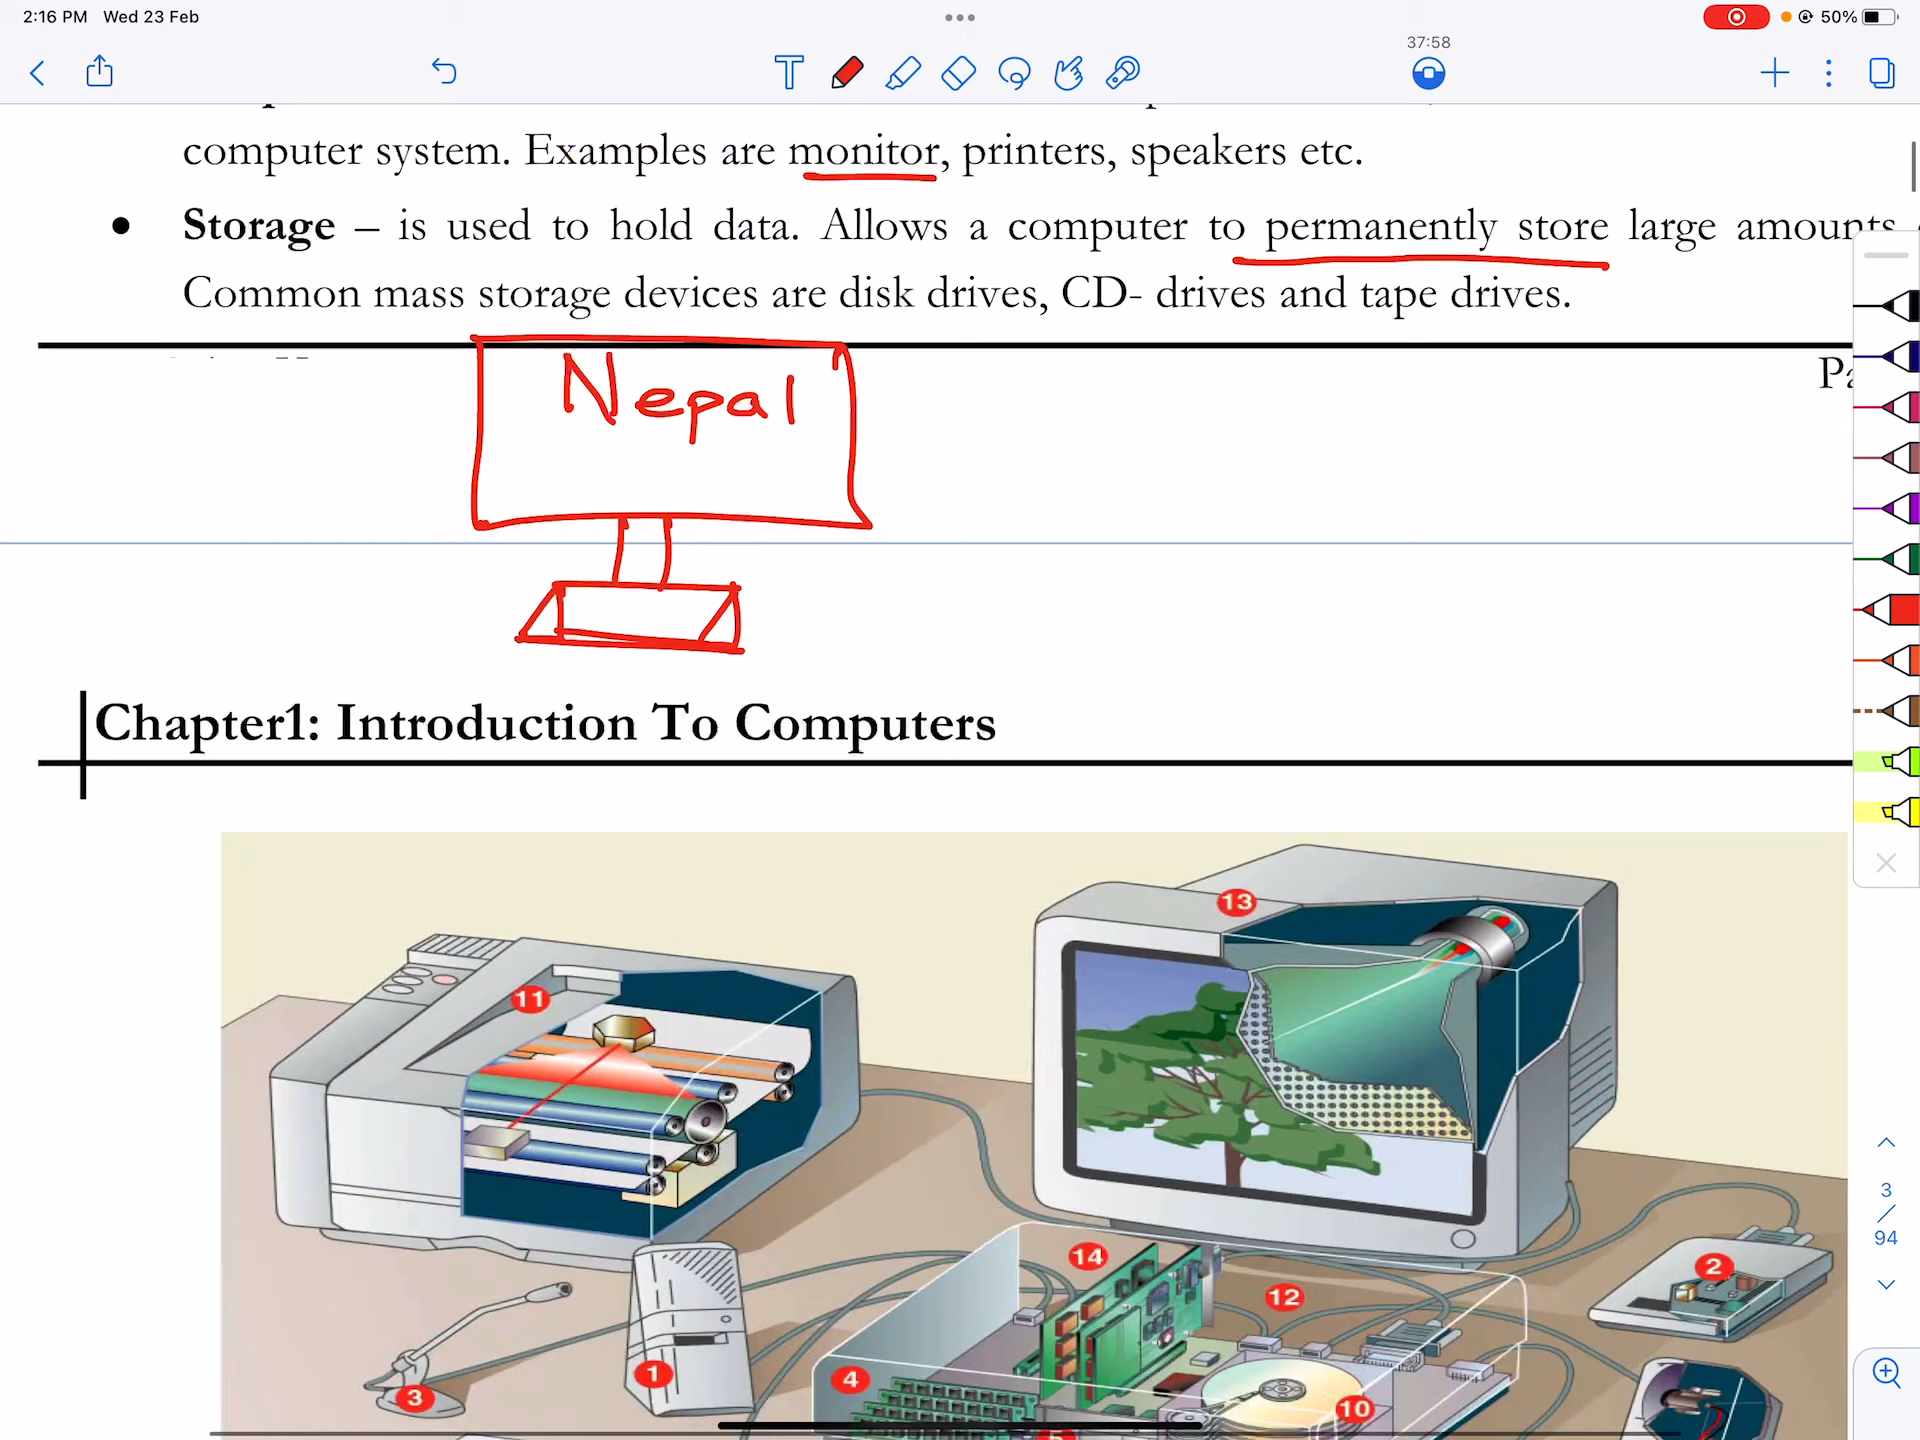 2:16 PM Wed 23 Feb
50%
37:58
computer system. Examples are monitor, printers, speakers etc.
• Storage – is used to hold data. Allows a computer to permanently store large amounts
Common mass storage devices are disk drives, CD- drives and tape drives.
Nepal
Chapter1: Introduction To Computers
13
11
14
2
12
1
4
3
10
3
/
94